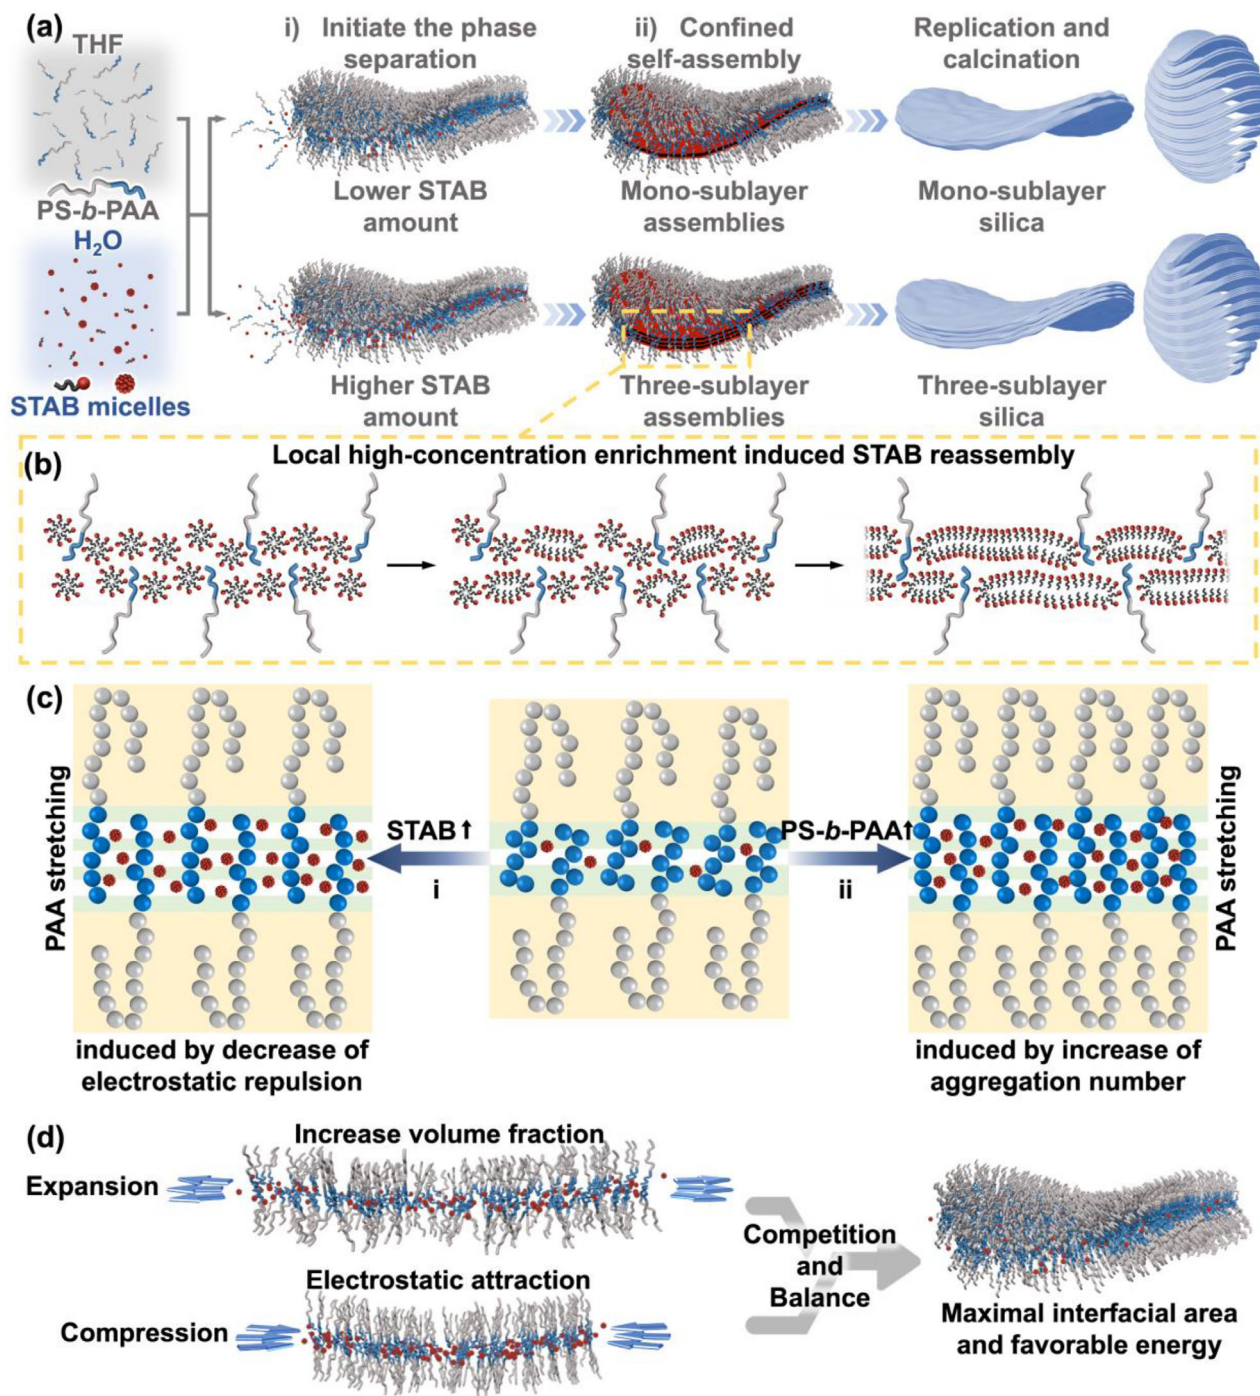 (a)
THF
PS-b-PAA
H2O
STAB micelles
i) Initiate the phase
separation
ii) Confined
self-assembly
Replication and
calcination
Lower STAB
amount
Mono-sublayer
assemblies
Mono-sublayer
silica
Higher STAB
amount
Three-sublayer
assemblies
Three-sublayer
silica
(b)
Local high-concentration enrichment induced STAB reassembly
(c)
PAA stretching
STAB↑
i
PS-b-PAA↑
ii
PAA stretching
induced by decrease of
electrostatic repulsion
induced by increase of
aggregation number
(d)
Increase volume fraction
Expansion
Electrostatic attraction
Compression
Competition
and
Balance
Maximal interfacial area
and favorable energy